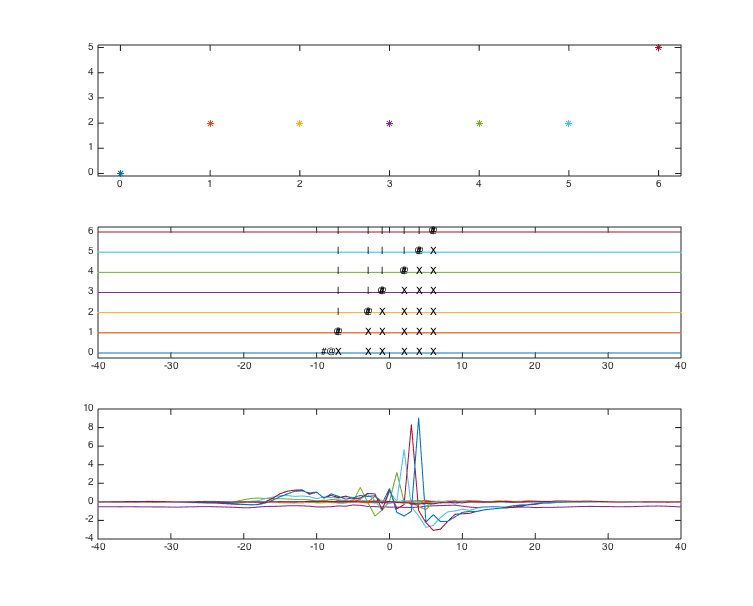 5
4
3
2
1
0
0 1 2 3 4 5 6
6 | | | | | | @
5 | | | | | @ X
4 | | | | @ X X
3 | | | @ X X X
2 | | @ X X X X
1 | @ X X X X X
0 #@X X X X X X
-40 -30 -20 -10 0 10 20 30 40
10
8
6
4
2
0
-2
-4
-40 -30 -20 -10 0 10 20 30 40